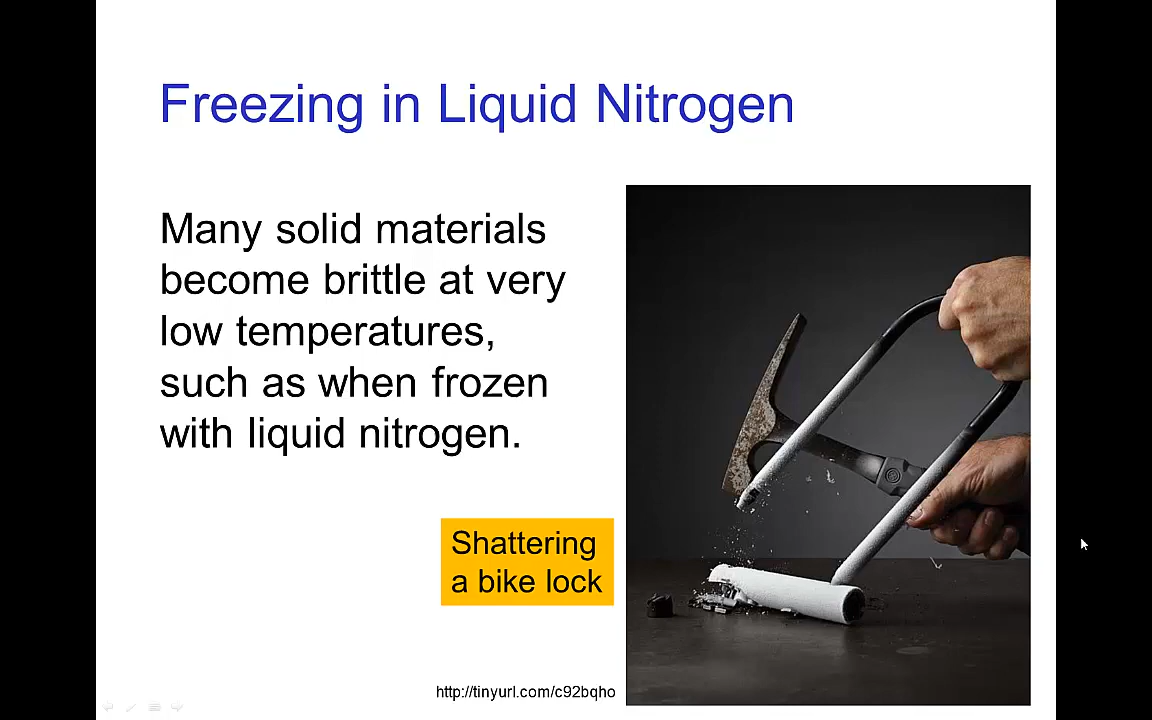 Freezing in Liquid Nitrogen
Many solid materials
become brittle at very
low temperatures,
such as when frozen
with liquid nitrogen.
Shattering
a bike lock
http://tinyurl.com/c92bqho